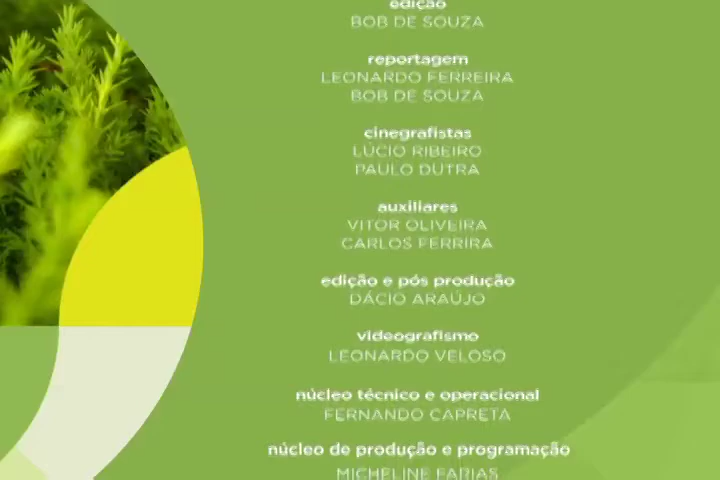 edição
BOB DE SOUZA
reportagem
LEONARDO FERREIRA
BOB DE SOUZA
cinegrafistas
LÚCIO RIBEIRO
PAULO DUTRA
auxiliares
VITOR OLIVEIRA
CARLOS FERRIRA
edição e pós produção
DÁCIO ARAÚJO
videografismo
LEONARDO VELOSO
núcleo técnico e operacional
FERNANDO CAPRETA
núcleo de produção e programação
MICHELINE FARIAS